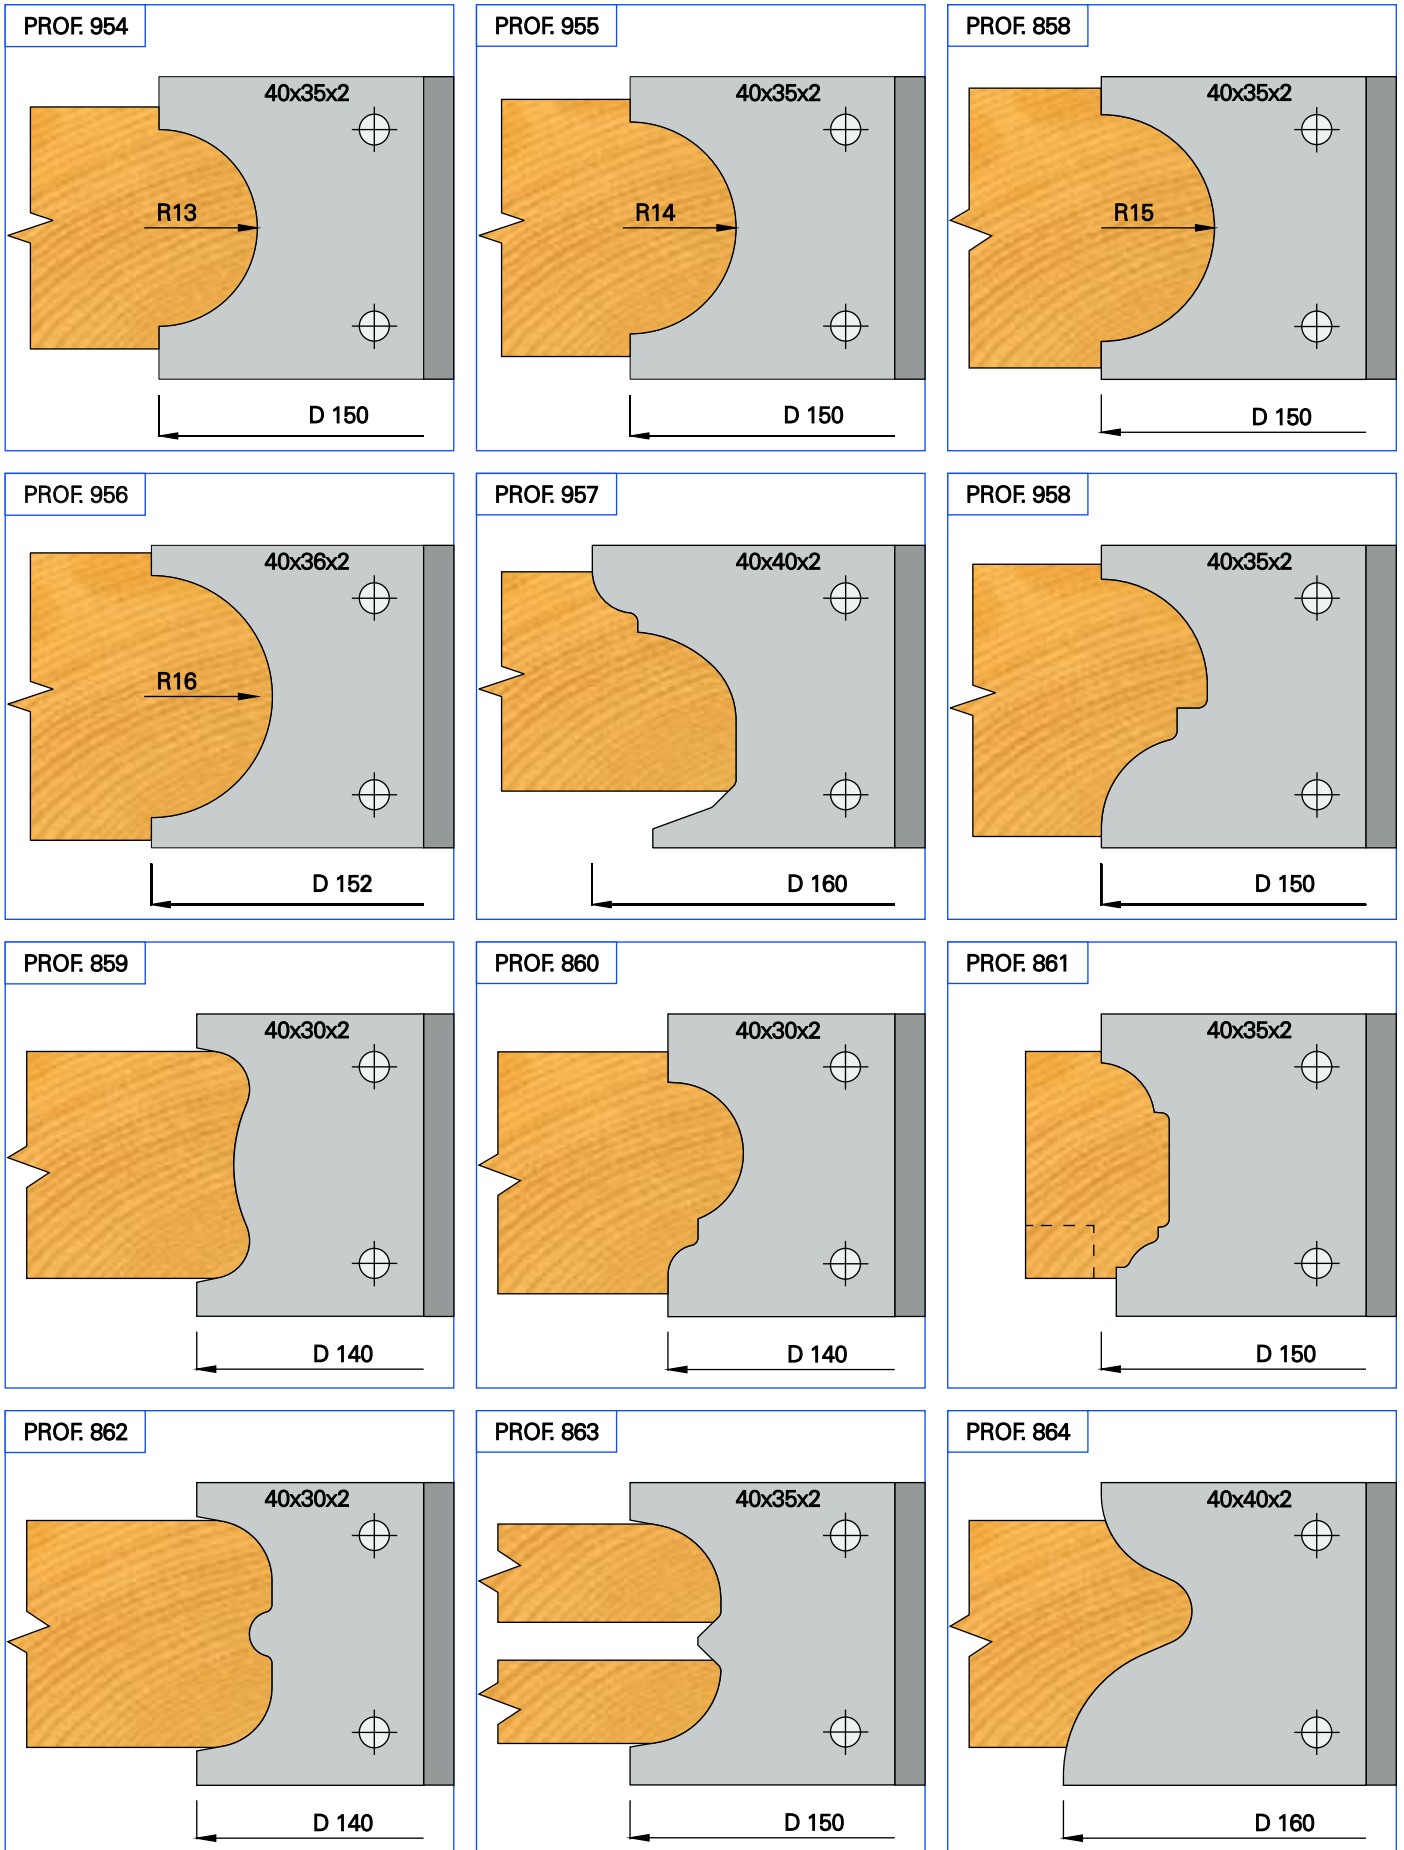 PROF. 954
40x35x2
R13
D 150
PROF. 955
40x35x2
R14
D 150
PROF. 858
40x35x2
R15
D 150
PROF. 956
40x36x2
R16
D 152
PROF. 957
40x40x2
D 160
PROF. 958
40x35x2
D 150
PROF. 859
40x30x2
D 140
PROF. 860
40x30x2
D 140
PROF. 861
40x35x2
D 150
PROF. 862
40x30x2
D 140
PROF. 863
40x35x2
D 150
PROF. 864
40x40x2
D 160